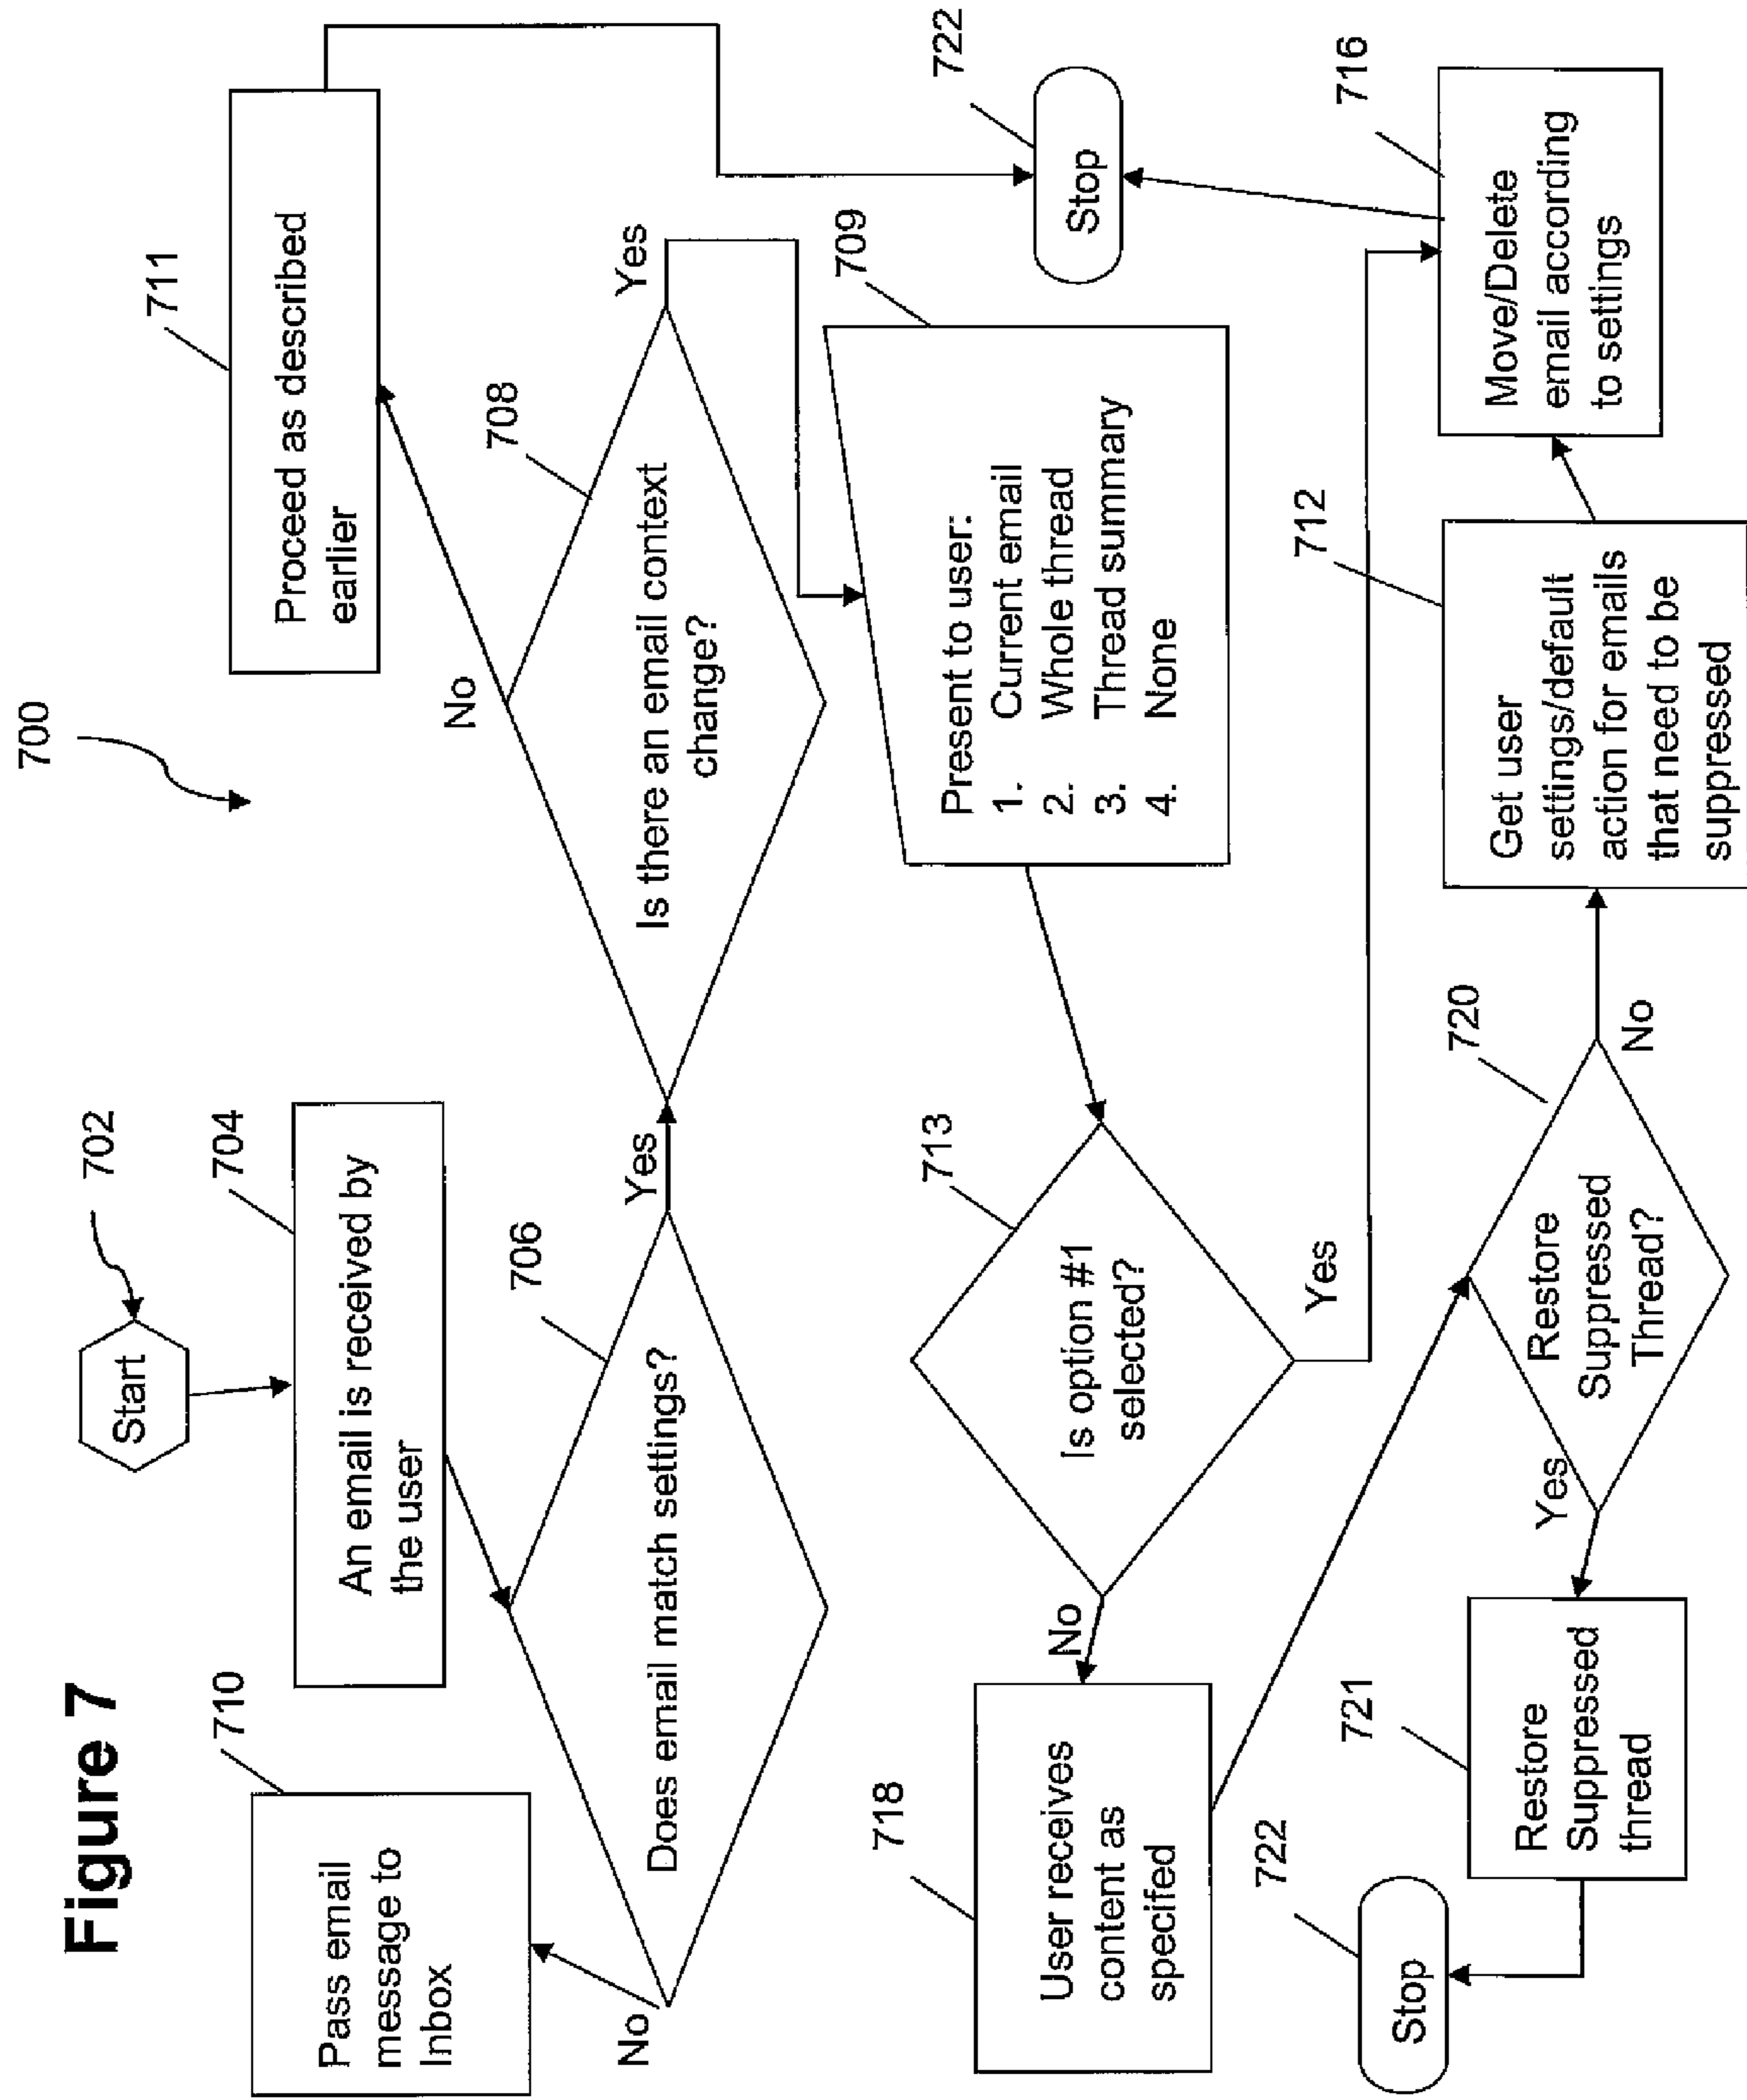 Figure 7
700
702
Start
704
An email is received by
the user
706
Does email match settings?
No
Yes
710
Pass email
message to
Inbox
708
Is there an email context
change?
No
Yes
711
Proceed as described
earlier
709
Present to user:
1. Current email
2. Whole thread
3. Thread summary
4. None
722
Stop
713
Is option #1
selected?
No
Yes
718
User receives
content as
specifed
720
Restore
Suppressed
Thread?
Yes
No
721
Restore
Suppressed
thread
722
Stop
712
Get user
settings/default
action for emails
that need to be
suppressed
716
Move/Delete
email according
to settings